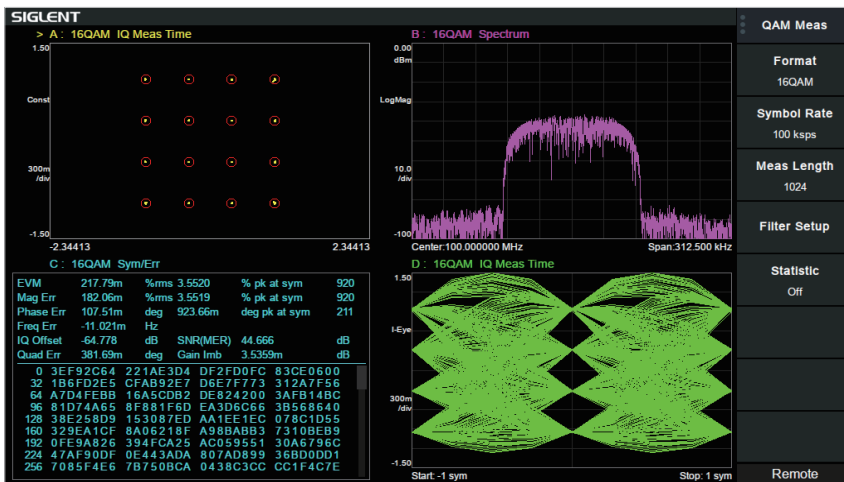 SIGLENT
> A: 16QAM IQ Meas Time
1.50
Const
300m
/div
-1.50
-2.34413 2.34413
B: 16QAM Spectrum
0.00
dBm
LogMag
10.0
/div
-100
Center:100.000000 MHz Span:312.500 kHz
C: 16QAM Sym/Err
EVM 217.79m %rms 3.5520 % pk at sym 920
Mag Err 182.06m %rms 3.5519 % pk at sym 920
Phase Err 107.51m deg 923.66m deg pk at sym 211
Freq Err -11.021m Hz
IQ Offset -64.778 dB SNR(MER) 44.666 dB
Quad Err 381.69m deg Gain Imb 3.5359m dB
0 3EF92C64 221AE3D4 DF2FD0FC 83CE0600
32 1B6FD2E5 CFAB92E7 D6E7F773 312A7F56
64 A7D4FEBB 16A5CDB2 DE824200 3AFB14BC
96 81D74A65 8F881F6D EA3D6C66 3B568640
128 38E258D9 153087ED AA1EE1EC 078C1D55
160 329EA1CF 8A06218F A98BABB3 7310BEB9
192 0FE9A826 394FCA25 AC059551 30A6796C
224 47AF90DF 0E443ADA 807AD899 36BD0DD1
256 7085F4E6 7B750BCA 0438C3CC CC1F4C7E
D: 16QAM IQ Meas Time
1.50
I-Eye
300m
/div
-1.50
Start: -1 sym Stop: 1 sym
QAM Meas
Format
16QAM
Symbol Rate
100 ksps
Meas Length
1024
Filter Setup
Statistic
Off
Remote